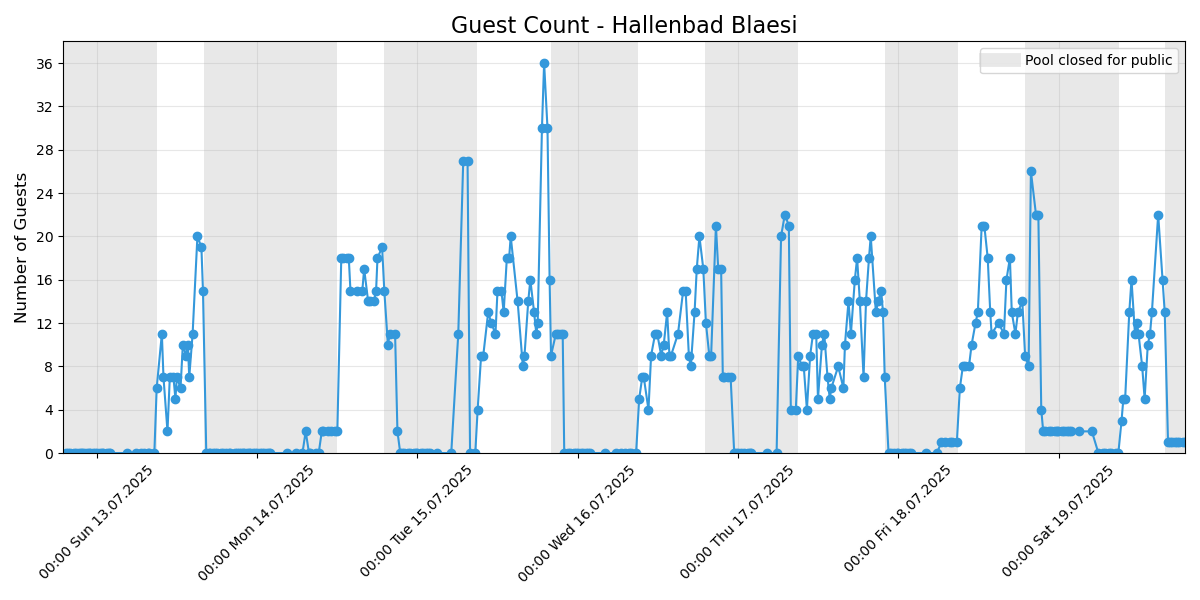 Guest Count - Hallenbad Blaesi
Pool closed for public
Number of Guests
36
32
28
24
20
16
12
8
4
0
00:00 Sun 13.07.2025
00:00 Mon 14.07.2025
00:00 Tue 15.07.2025
00:00 Wed 16.07.2025
00:00 Thu 17.07.2025
00:00 Fri 18.07.2025
00:00 Sat 19.07.2025